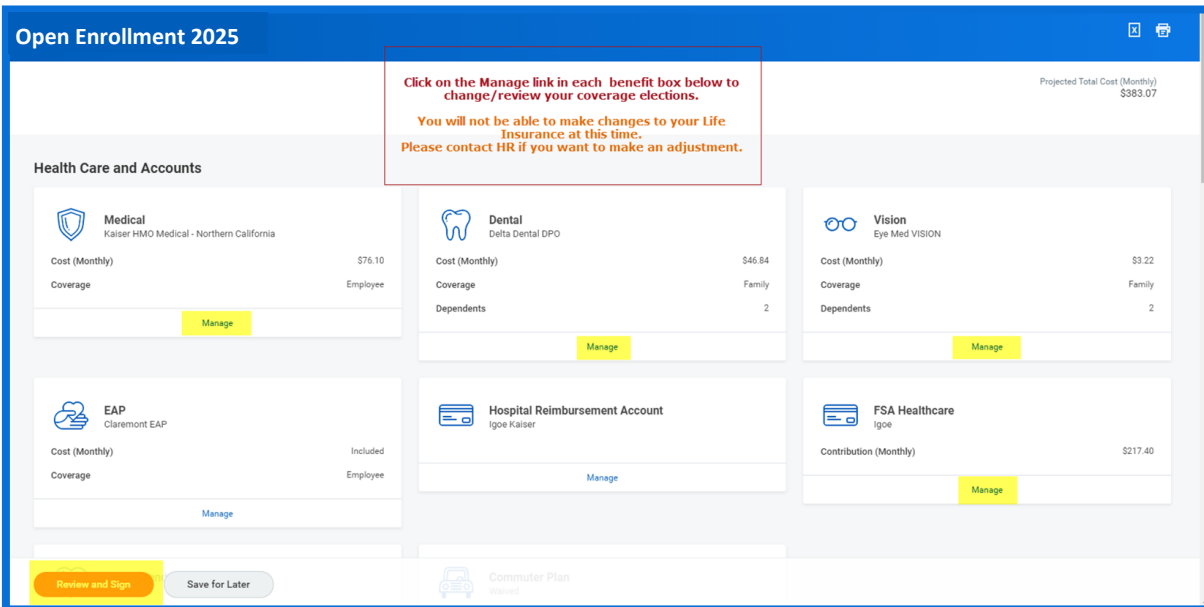 Open Enrollment 2025
Click on the Manage link in each benefit box below to
change/review your coverage elections.
You will not be able to make changes to your Life
Insurance at this time.
Please contact HR if you want to make an adjustment.
Projected Total Cost (Monthly)
$383.07
Health Care and Accounts
Medical
Kaiser HMO Medical - Northern California
Cost (Monthly) $76.10
Coverage Employee
Manage
Dental
Delta Dental DPO
Cost (Monthly) $46.84
Coverage Family
Dependents 2
Manage
Vision
Eye Med VISION
Cost (Monthly) $3.22
Coverage Family
Dependents 2
Manage
EAP
Claremont EAP
Cost (Monthly) Included
Coverage Employee
Manage
Hospital Reimbursement Account
Igoe Kaiser
Manage
FSA Healthcare
Igoe
Contribution (Monthly) $217.40
Manage
Review and Sign
Save for Later
Commuter Plan
Waived